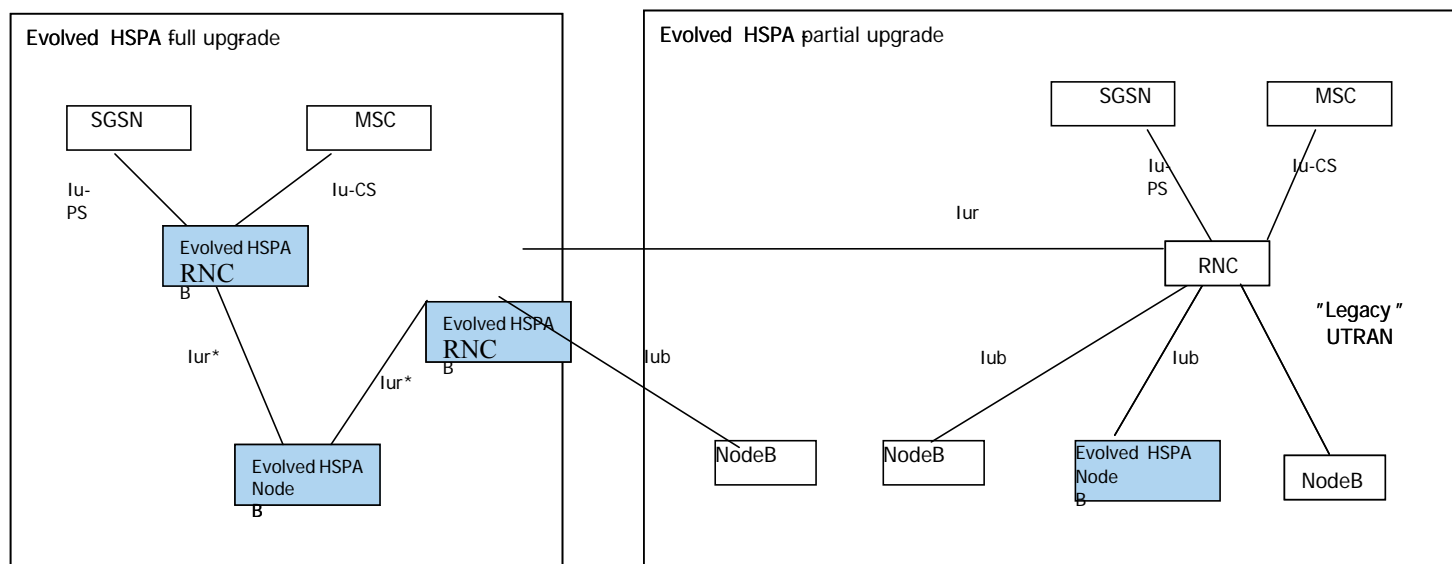 Evolved HSPA full upgrade
SGSN
MSC
Iu-
PS
Iu-CS
Evolved HSPA
RNC
B
Iur*
Iur*
Evolved HSPA
RNC
B
Evolved HSPA
Node
B
Evolved HSPA partial upgrade
SGSN
MSC
Iu-
PS
Iu-CS
Iur
RNC
"Legacy"
UTRAN
Iub
Iub
Iub
NodeB
NodeB
Evolved HSPA
Node
B
NodeB